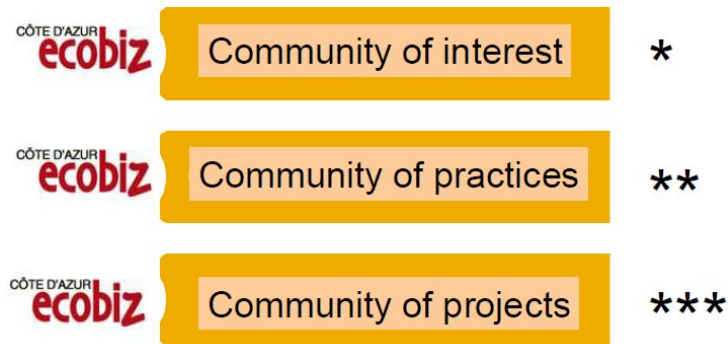 CÔTE D'AZUR
ecobiz
Community of interest
*
CÔTE D'AZUR
ecobiz
Community of practices
**
CÔTE D'AZUR
ecobiz
Community of projects
***